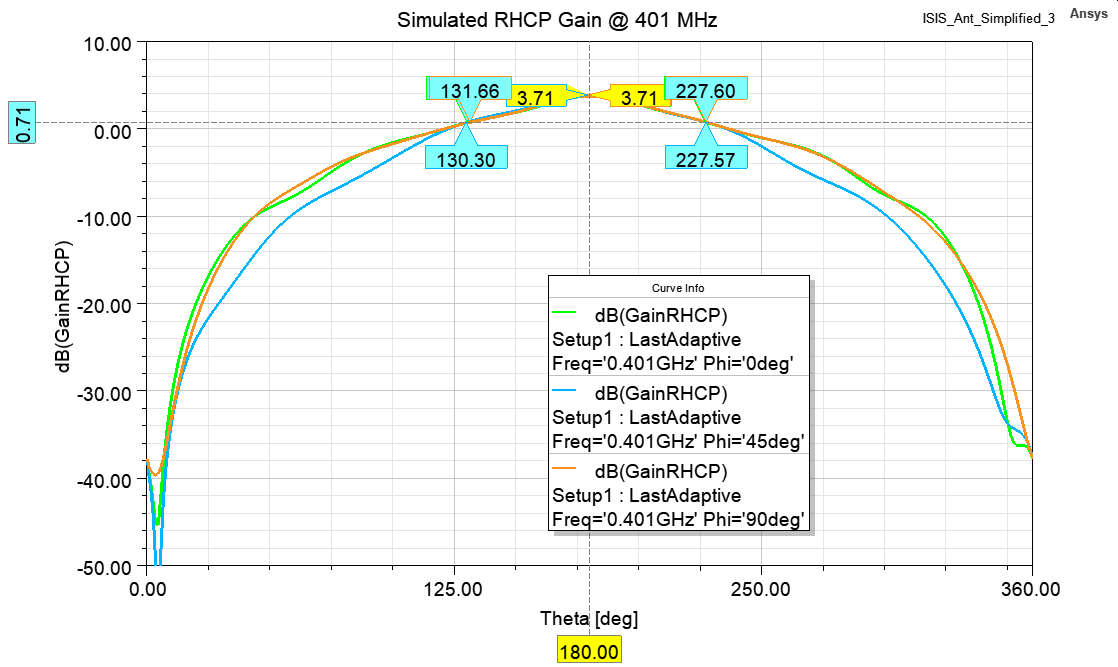 Simulated RHCP Gain @ 401 MHz
ISIS_Ant_Simplified_3
Ansys
10.00
0.00
-10.00
-20.00
-30.00
-40.00
-50.00
dB(GainRHCP)
0.71
131.66
3.71
3.71
227.60
130.30
227.57
Curve Info
dB(GainRHCP)
Setup1 : LastAdaptive
Freq='0.401GHz' Phi='0deg'
dB(GainRHCP)
Setup1 : LastAdaptive
Freq='0.401GHz' Phi='45deg'
dB(GainRHCP)
Setup1 : LastAdaptive
Freq='0.401GHz' Phi='90deg'
0.00
125.00
250.00
360.00
Theta [deg]
180.00